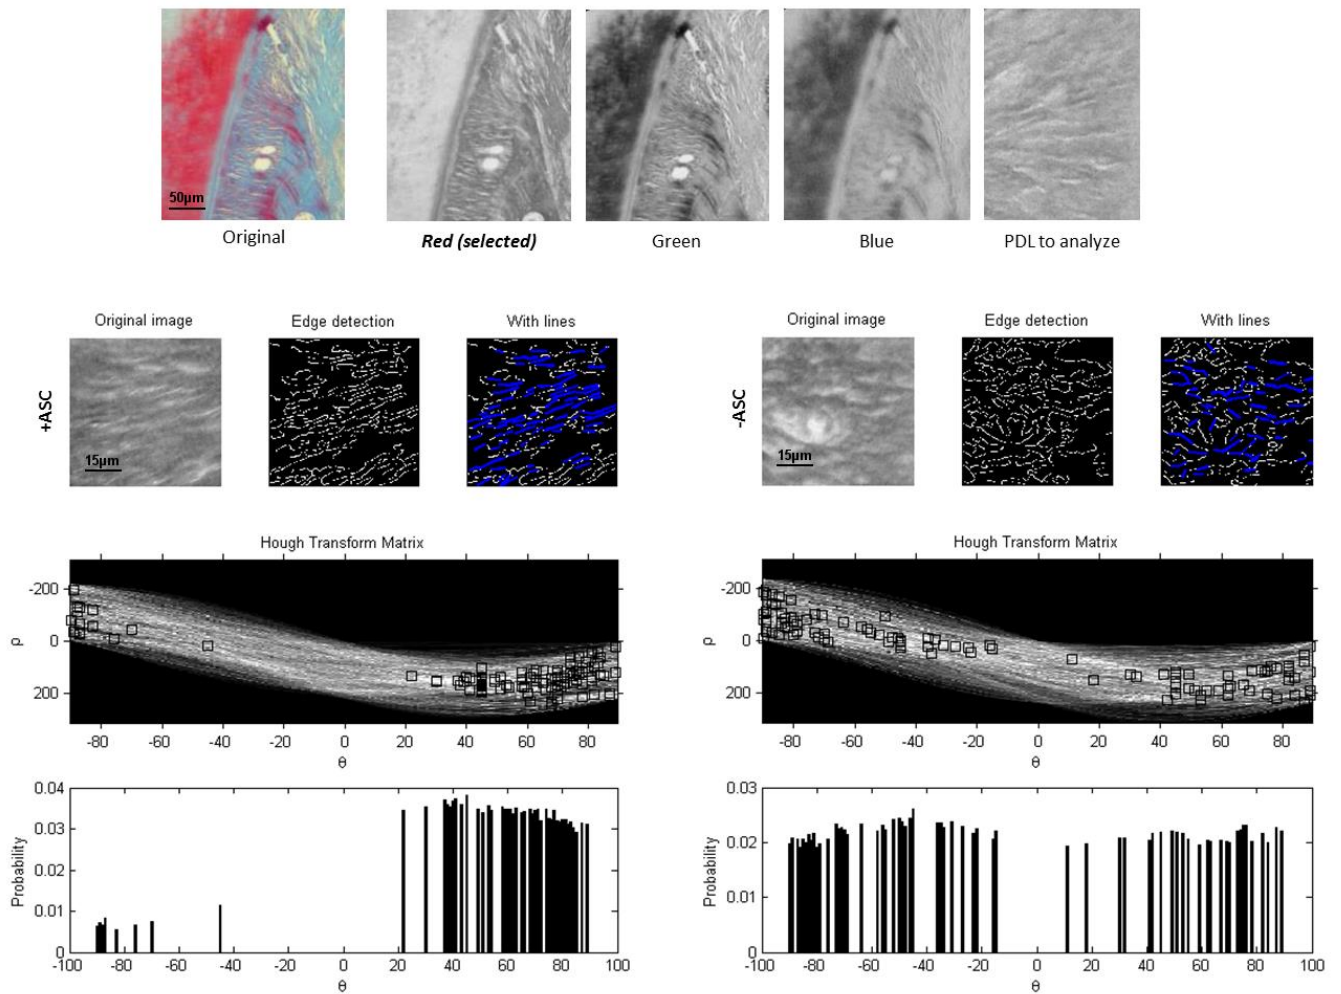 50µm
Original
Red (selected)
Green
Blue
PDL to analyze
+ASC
Original image
Edge detection
With lines
15µm
-ASC
Original image
Edge detection
With lines
15µm
Hough Transform Matrix
ρ
-200
0
200
-80 -60 -40 -20 0 20 40 60 80
θ
Hough Transform Matrix
ρ
-200
0
200
-80 -60 -40 -20 0 20 40 60 80
θ
Probability
0.04
0.03
0.02
0.01
0
-100 -80 -60 -40 -20 0 20 40 60 80 100
θ
Probability
0.03
0.02
0.01
0
-100 -80 -60 -40 -20 0 20 40 60 80 100
θ